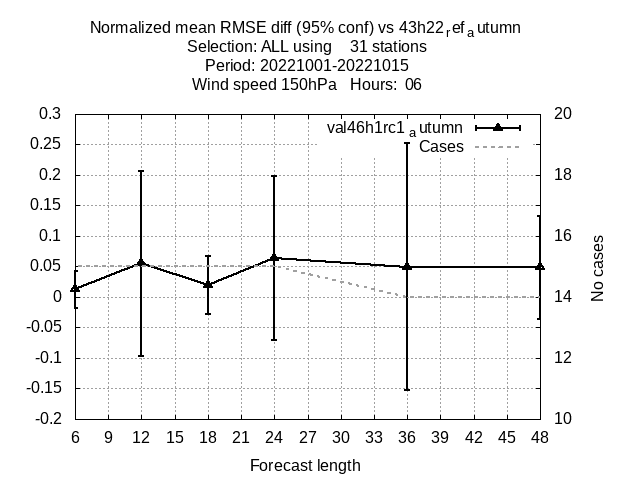 Normalized mean RMSE diff (95% conf) vs 43h22refautumn
Selection: ALL using 31 stations
Period: 20221001-20221015
Wind speed 150hPa Hours: 06
0.3
0.25
0.2
0.15
0.1
0.05
0
-0.05
-0.1
-0.15
-0.2
val46h1rc1autumn
Cases
20
18
16
14
12
10
No cases
6 9 12 15 18 21 24 27 30 33 36 39 42 45 48
Forecast length